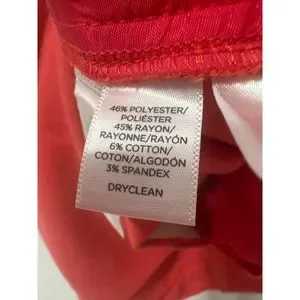 46% POLYESTER/
POLIÉSTER
45% RAYON/
RAYONNE/RAYÓN
6% COTTON/
COTON/ALGODÓN
3% SPANDEX
DRYCLEAN